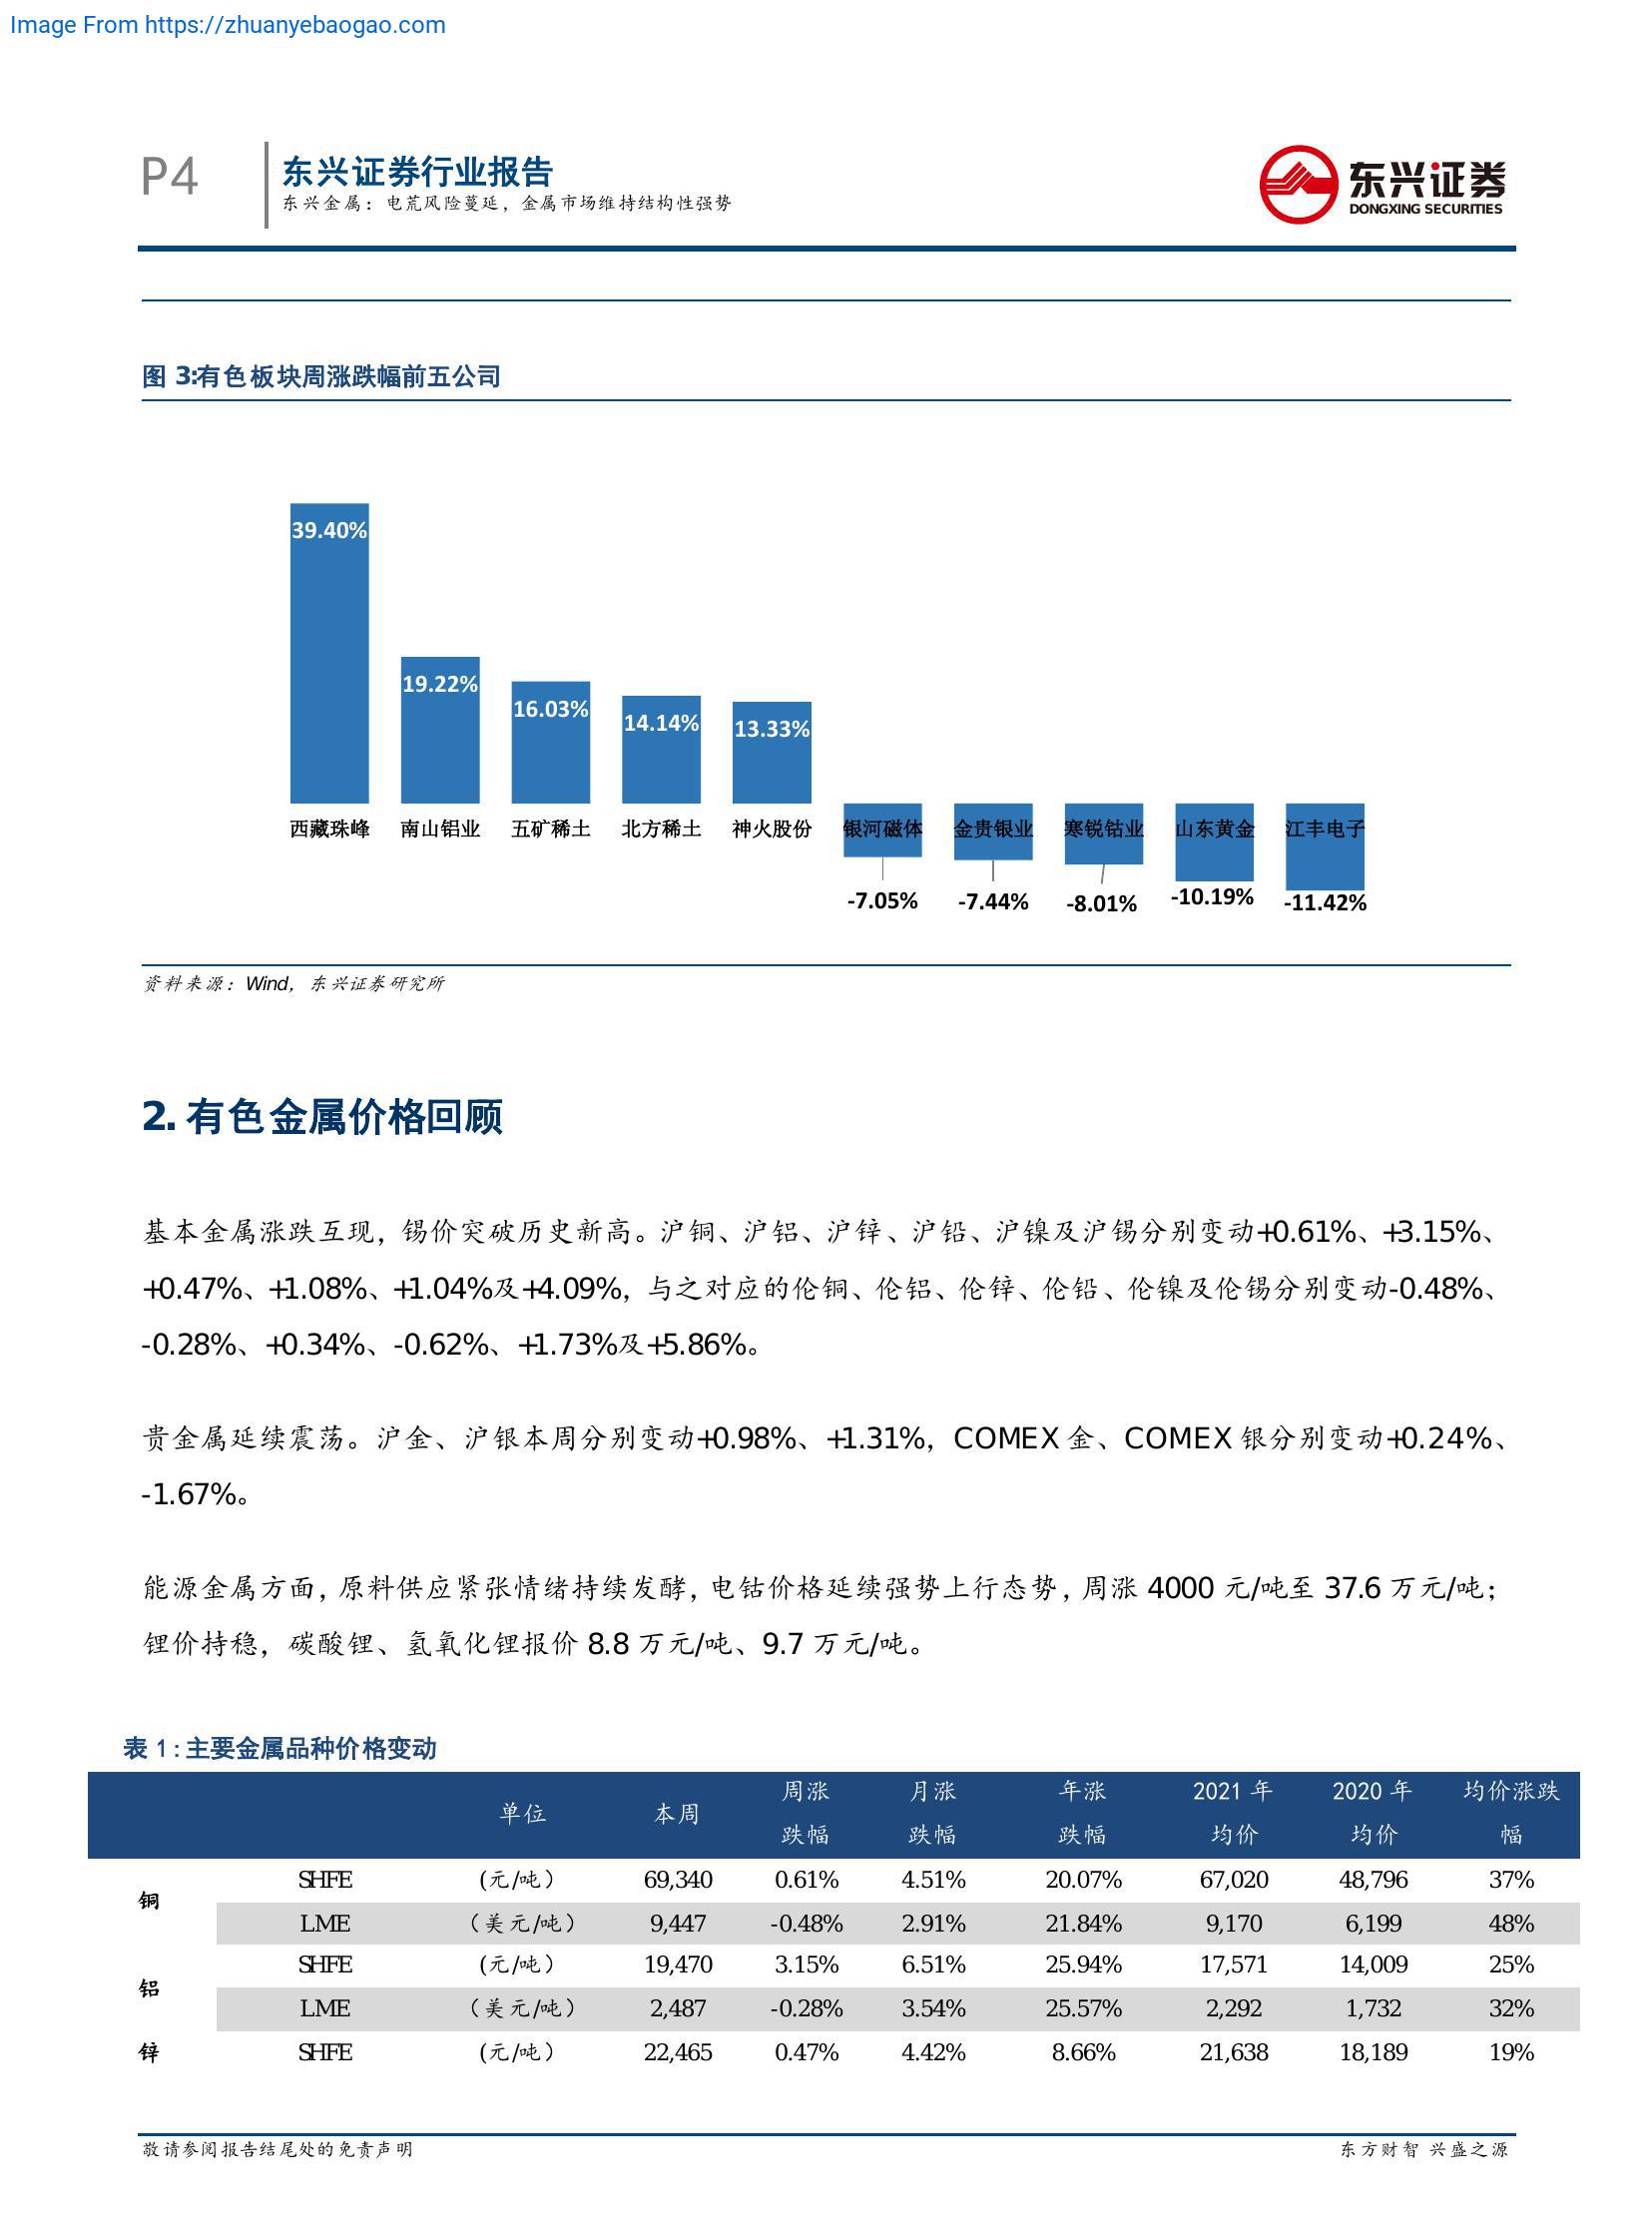 Image From https://zhuanyebaogao.com
P4
东兴证券行业报告
东兴金属：电荒风险蔓延，金属市场维持结构性强势
东兴证券
DONGXING SECURITIES
图 3:有色板块周涨跌幅前五公司
39.40%
19.22%
16.03%
14.14%
13.33%
西藏珠峰 南山铝业 五矿稀土 北方稀土 神火股份 银河磁体 金贵银业 寒锐钴业 山东黄金 江丰电子
-7.05% -7.44% -8.01% -10.19% -11.42%
资料来源：Wind，东兴证券研究所
2. 有色金属价格回顾
基本金属涨跌互现，锡价突破历史新高。沪铜、沪铝、沪锌、沪铅、沪镍及沪锡分别变动+0.61%、+3.15%、
+0.47%、+1.08%、+1.04%及+4.09%，与之对应的伦铜、伦铝、伦锌、伦铅、伦镍及伦锡分别变动-0.48%、
-0.28%、+0.34%、-0.62%、+1.73%及+5.86%。
贵金属延续震荡。沪金、沪银本周分别变动+0.98%、+1.31%，COMEX 金、COMEX 银分别变动+0.24%、
-1.67%。
能源金属方面，原料供应紧张情绪持续发酵，电钴价格延续强势上行态势，周涨 4000 元/吨至 37.6 万元/吨；
锂价持稳，碳酸锂、氢氧化锂报价 8.8 万元/吨、9.7 万元/吨。
表 1:主要金属品种价格变动
单位 本周 周涨跌幅 月涨跌幅 年涨跌幅 2021 年均价 2020 年均价 均价涨跌幅
铜 SHFE （元/吨） 69,340 0.61% 4.51% 20.07% 67,020 48,796 37%
LME （美元/吨） 9,447 -0.48% 2.91% 21.84% 9,170 6,199 48%
铝 SHFE （元/吨） 19,470 3.15% 6.51% 25.94% 17,571 14,009 25%
LME （美元/吨） 2,487 -0.28% 3.54% 25.57% 2,292 1,732 32%
锌 SHFE （元/吨） 22,465 0.47% 4.42% 8.66% 21,638 18,189 19%
敬请参阅报告结尾处的免责声明
东方财智 兴盛之源